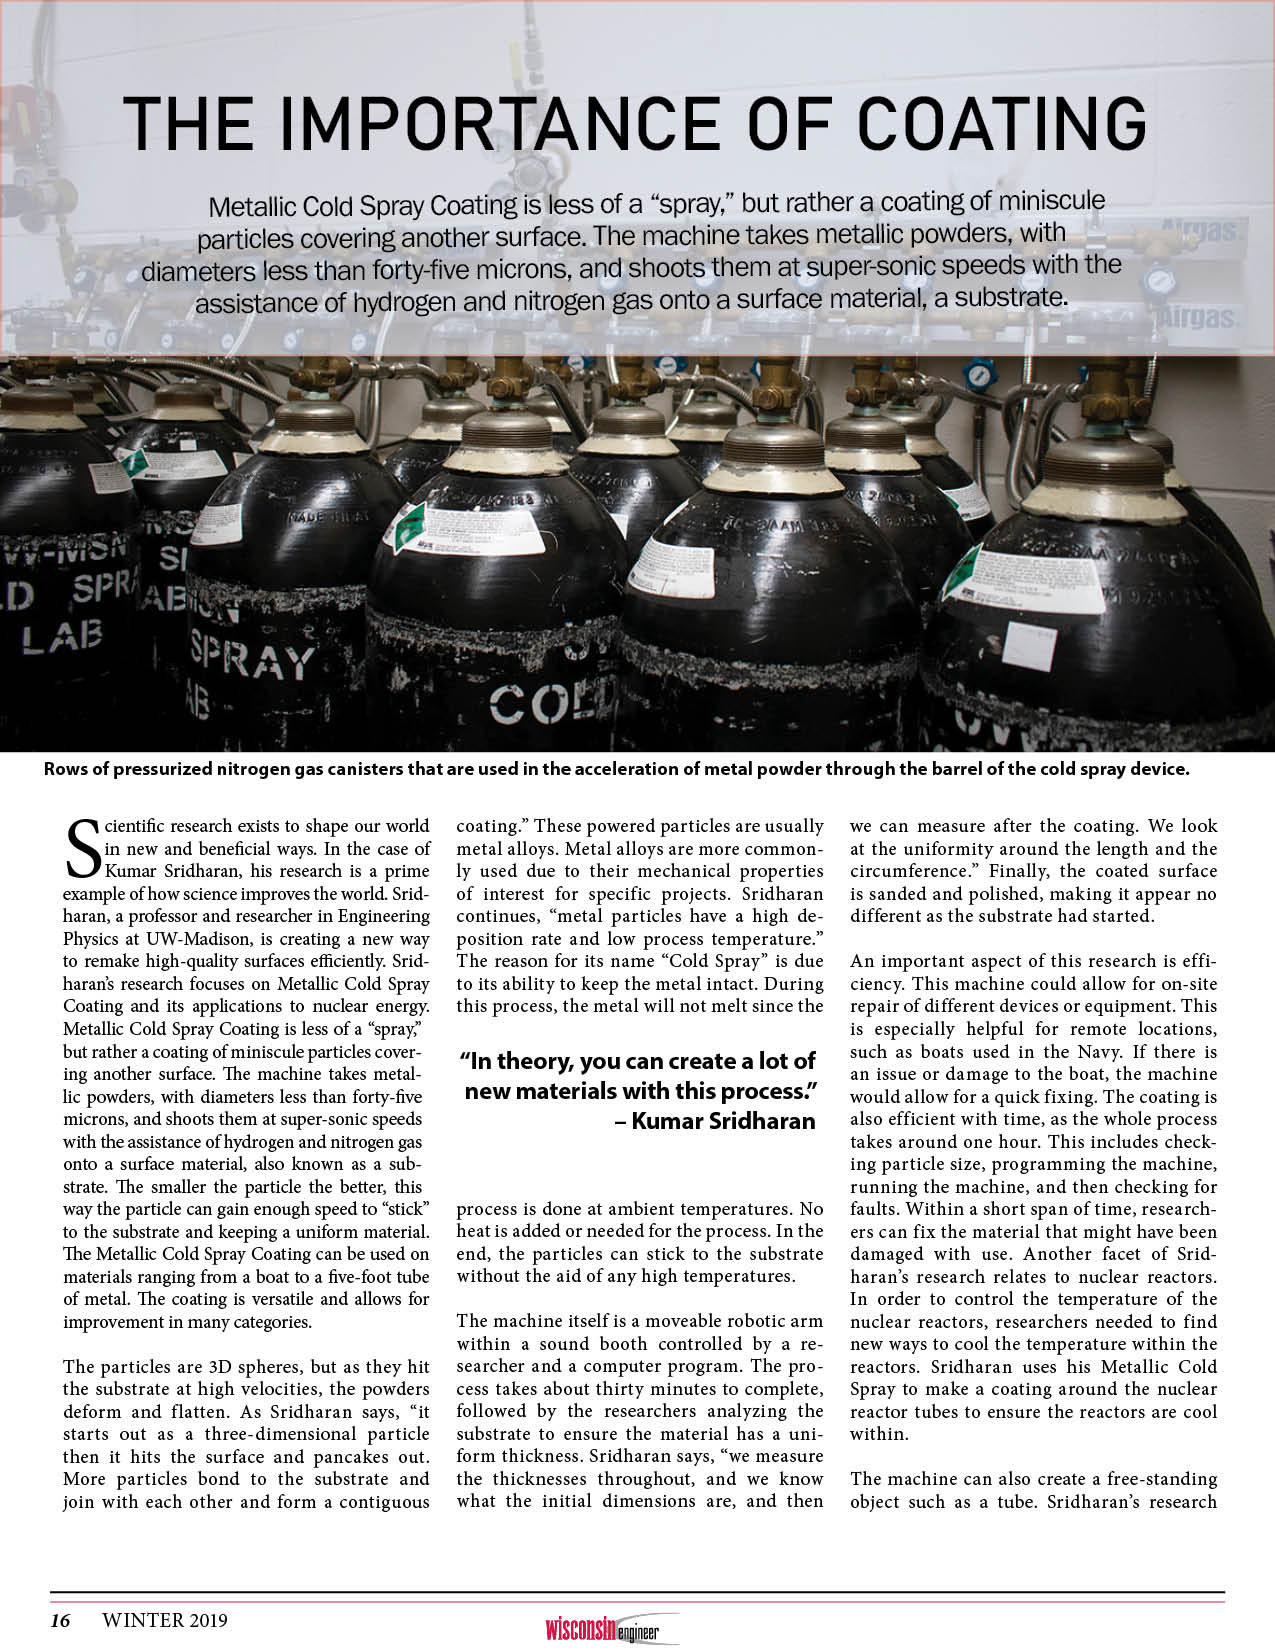 THE IMPORTANCE OF COATING
Metallic Cold Spray Coating is less of a “spray,” but rather a coating of miniscule
particles covering another surface. The machine takes metallic powders, with
diameters less than forty-five microns, and shoots them at super-sonic speeds with the
assistance of hydrogen and nitrogen gas onto a surface material, a substrate.
Airgas.
Airgas.
W-MSN
D SPRA
LAB
SP
AB
SPRAY
AB
COLD
Rows of pressurized nitrogen gas canisters that are used in the acceleration of metal powder through the barrel of the cold spray device.
Scientific research exists to shape our world
in new and beneficial ways. In the case of
Kumar Sridharan, his research is a prime
example of how science improves the world. Srid-
haran, a professor and researcher in Engineering
Physics at UW-Madison, is creating a new way
to remake high-quality surfaces efficiently. Srid-
haran’s research focuses on Metallic Cold Spray
Coating and its applications to nuclear energy.
Metallic Cold Spray Coating is less of a “spray,”
but rather a coating of miniscule particles cover-
ing another surface. The machine takes metal-
lic powders, with diameters less than forty-five
microns, and shoots them at super-sonic speeds
with the assistance of hydrogen and nitrogen gas
onto a surface material, also known as a sub-
strate. The smaller the particle the better, this
way the particle can gain enough speed to “stick”
to the substrate and keeping a uniform material.
The Metallic Cold Spray Coating can be used on
materials ranging from a boat to a five-foot tube
of metal. The coating is versatile and allows for
improvement in many categories.
The particles are 3D spheres, but as they hit
the substrate at high velocities, the powders
deform and flatten. As Sridharan says, “it
starts out as a three-dimensional particle
then it hits the surface and pancakes out.
More particles bond to the substrate and
join with each other and form a contiguous
coating.” These powered particles are usually
metal alloys. Metal alloys are more common-
ly used due to their mechanical properties
of interest for specific projects. Sridharan
continues, “metal particles have a high de-
position rate and low process temperature.”
The reason for its name “Cold Spray” is due
to its ability to keep the metal intact. During
this process, the metal will not melt since the
“In theory, you can create a lot of
new materials with this process.”
– Kumar Sridharan
process is done at ambient temperatures. No
heat is added or needed for the process. In the
end, the particles can stick to the substrate
without the aid of any high temperatures.
The machine itself is a moveable robotic arm
within a sound booth controlled by a re-
searcher and a computer program. The pro-
cess takes about thirty minutes to complete,
followed by the researchers analyzing the
substrate to ensure the material has a uni-
form thickness. Sridharan says, “we measure
the thicknesses throughout, and we know
what the initial dimensions are, and then
we can measure after the coating. We look
at the uniformity around the length and the
circumference.” Finally, the coated surface
is sanded and polished, making it appear no
different as the substrate had started.
An important aspect of this research is effi-
ciency. This machine could allow for on-site
repair of different devices or equipment. This
is especially helpful for remote locations,
such as boats used in the Navy. If there is
an issue or damage to the boat, the machine
would allow for a quick fixing. The coating is
also efficient with time, as the whole process
takes around one hour. This includes check-
ing particle size, programming the machine,
running the machine, and then checking for
faults. Within a short span of time, research-
ers can fix the material that might have been
damaged with use. Another facet of Srid-
haran’s research relates to nuclear reactors.
In order to control the temperature of the
nuclear reactors, researchers needed to find
new ways to cool the temperature within the
reactors. Sridharan uses his Metallic Cold
Spray to make a coating around the nuclear
reactor tubes to ensure the reactors are cool
within.
The machine can also create a free-standing
object such as a tube. Sridharan’s research
16 WINTER 2019
wisconsin engineer